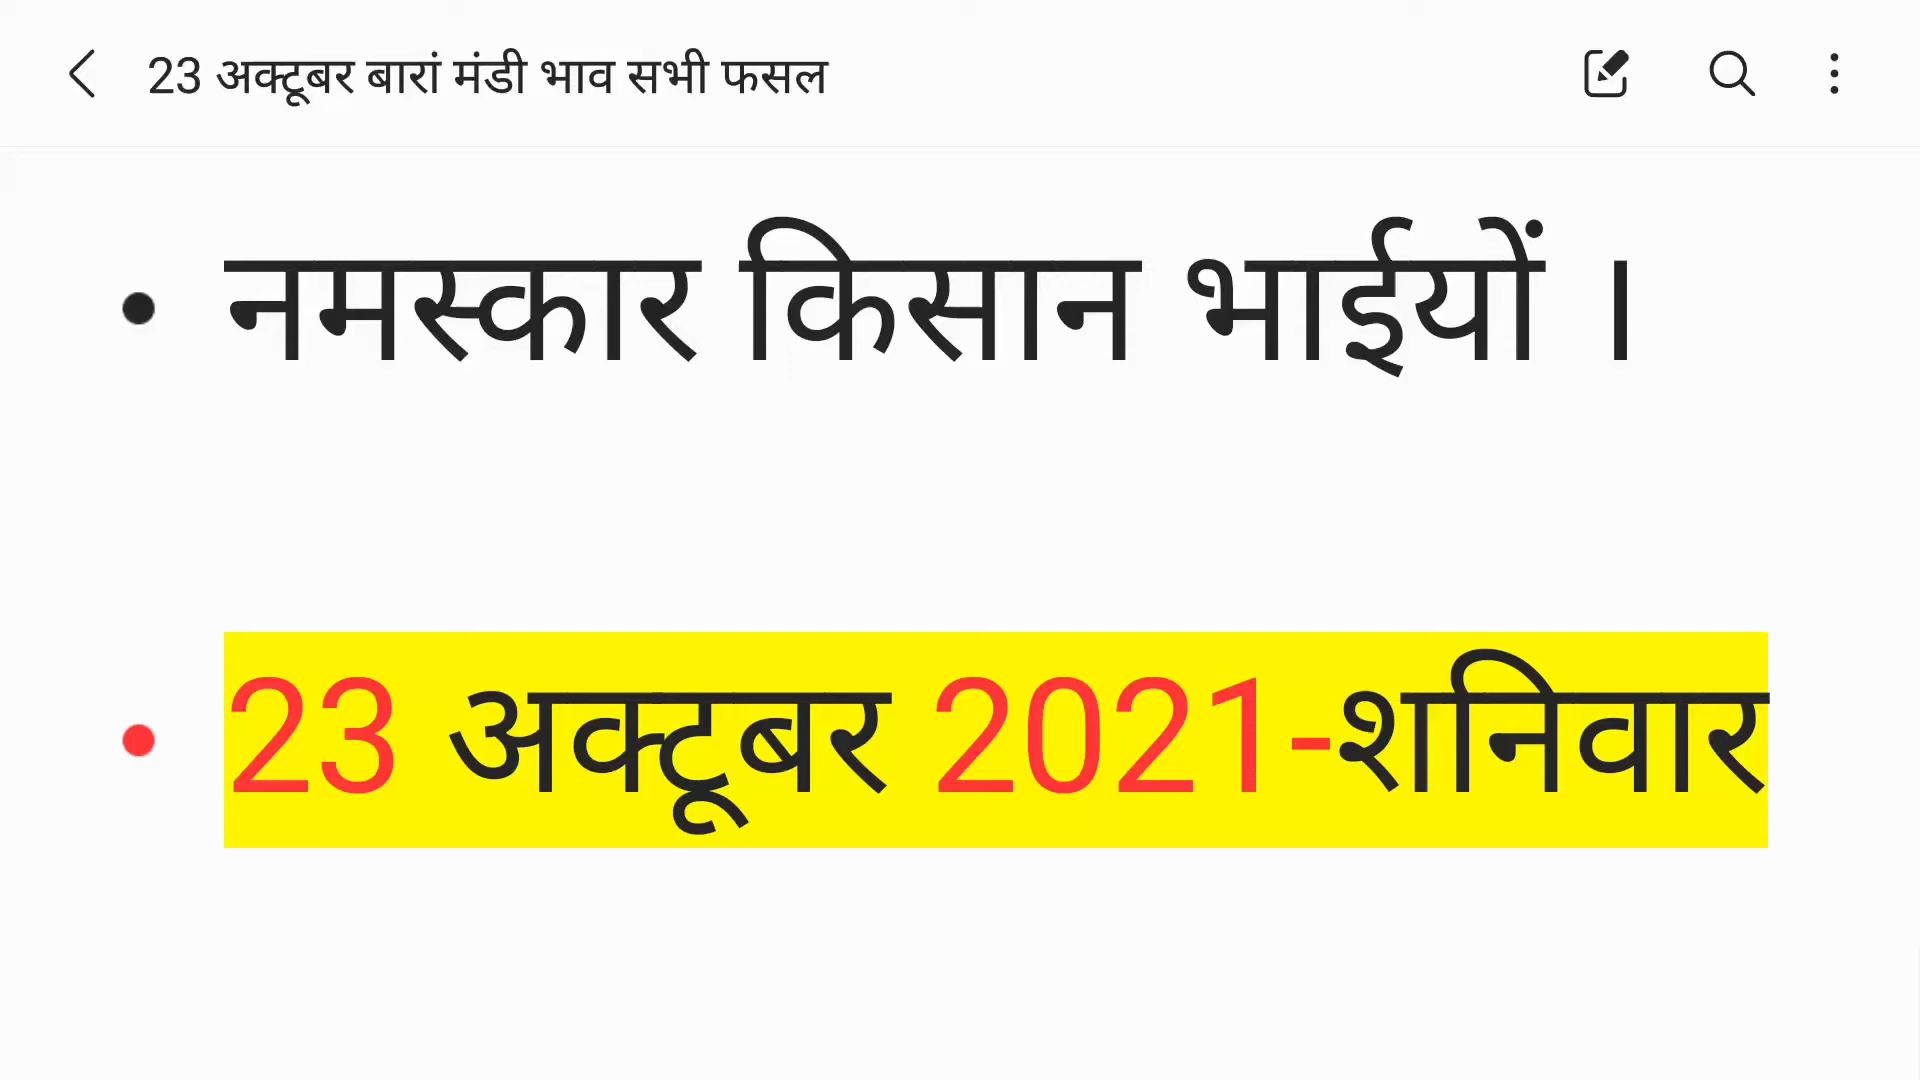 23 अक्टूबर बारां मंडी भाव सभी फसल
नमस्कार किसान भाईयों ।
23 अक्टूबर 2021-शनिवार